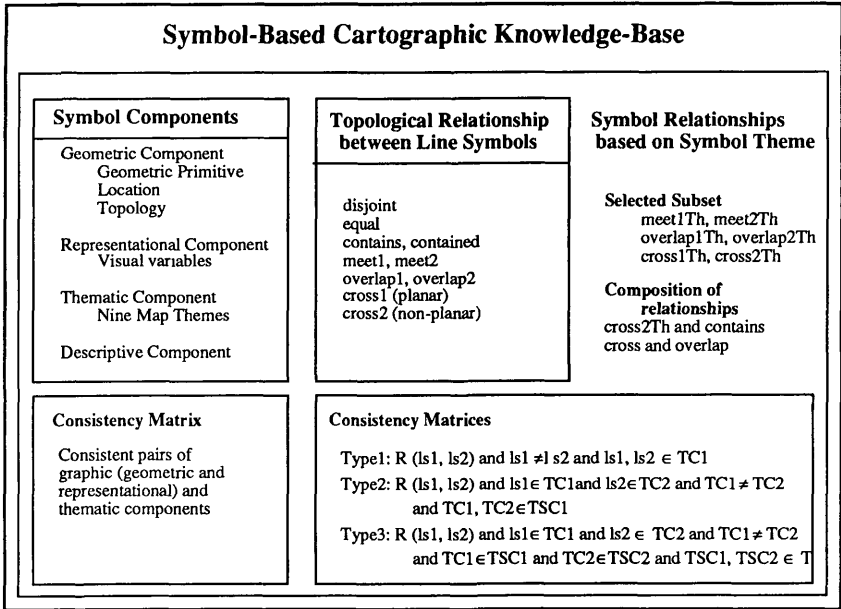 Symbol-Based Cartographic Knowledge-Base
Symbol Components
Geometric Component
Geometric Primitive
Location
Topology
Representational Component
Visual variables
Thematic Component
Nine Map Themes
Descriptive Component
Topological Relationship
between Line Symbols
disjoint
equal
contains, contained
meet1, meet2
overlap1, overlap2
cross1 (planar)
cross2 (non-planar)
Symbol Relationships
based on Symbol Theme
Selected Subset
meet1Th, meet2Th
overlap1Th, overlap2Th
cross1Th, cross2Th
Composition of
relationships
cross2Th and contains
cross and overlap
Consistency Matrix
Consistent pairs of
graphic (geometric and
representational) and
thematic components
Consistency Matrices
Type1: R (ls1, ls2) and ls1 ≠l s2 and ls1, ls2 ∈ TC1
Type2: R (ls1, ls2) and ls1∈ TC1and ls2∈TC2 and TC1 ≠ TC2
and TC1, TC2∈TSC1
Type3: R (ls1, ls2) and ls1∈ TC1 and ls2 ∈ TC2 and TC1≠ TC2
and TC1∈TSC1 and TC2∈TSC2 and TSC1, TSC2 ∈ T